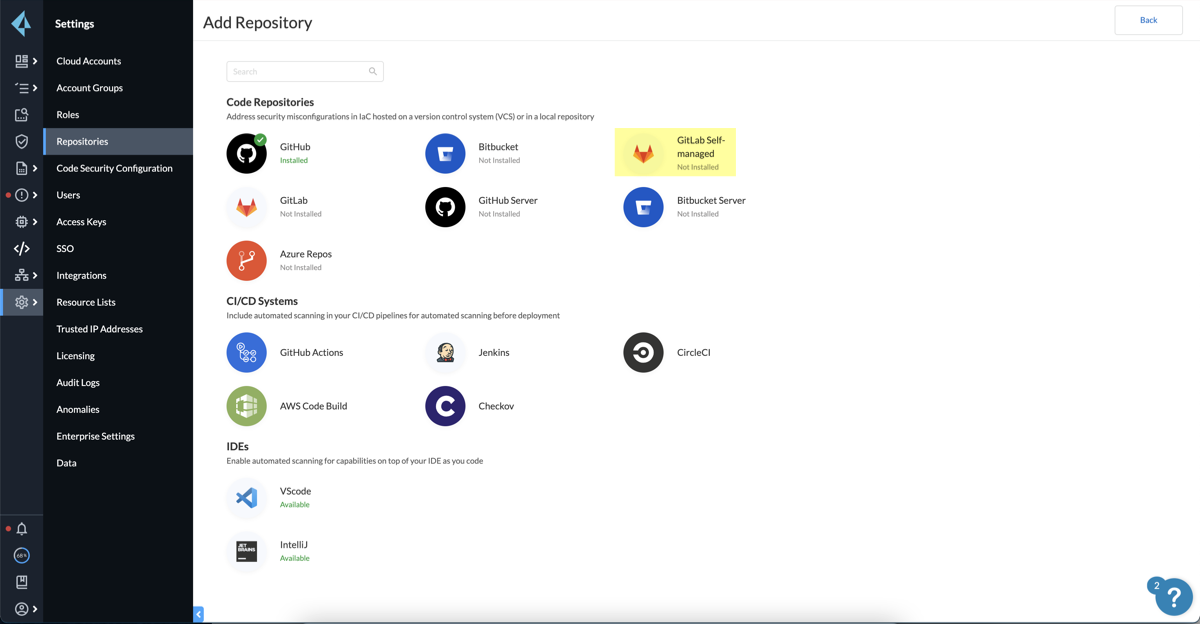 Settings
Cloud Accounts
Account Groups
Roles
Repositories
Code Security Configuration
Users
Access Keys
SSO
Integrations
Resource Lists
Trusted IP Addresses
Licensing
Audit Logs
Anomalies
Enterprise Settings
Data
68%
Add Repository
Back
Search
Code Repositories
Address security misconfigurations in IaC hosted on a version control system (VCS) or in a local repository
GitHub
Installed
Bitbucket
Not Installed
GitLab Self-
managed
Not Installed
GitLab
Not Installed
GitHub Server
Not Installed
Bitbucket Server
Not Installed
Azure Repos
Not Installed
CI/CD Systems
Include automated scanning in your CI/CD pipelines for automated scanning before deployment
GitHub Actions
Jenkins
CircleCI
AWS Code Build
Checkov
IDEs
Enable automated scanning for capabilities on top of your IDE as you code
VScode
Available
JET
BRAINS
IntelliJ
Available
2
?